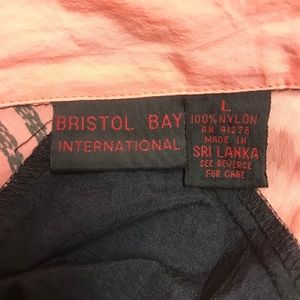 BRISTOL BAY
INTERNATIONAL
L
100% NYLON
RN 41278
MADE IN
SRI LANKA
SEE REVERSE
FOR CARE